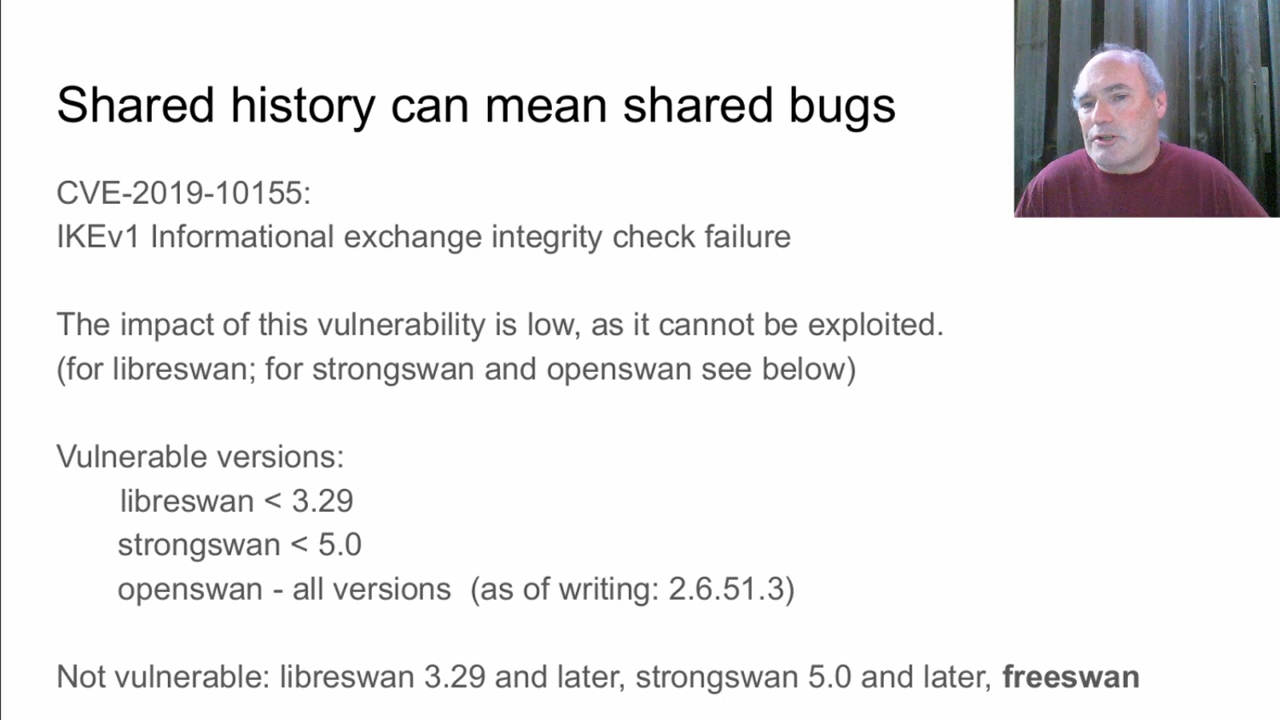 Shared history can mean shared bugs
CVE-2019-10155:
IKEv1 Informational exchange integrity check failure
The impact of this vulnerability is low, as it cannot be exploited.
(for libreswan; for strongswan and openswan see below)
Vulnerable versions:
libreswan < 3.29
strongswan < 5.0
openswan - all versions (as of writing: 2.6.51.3)
Not vulnerable: libreswan 3.29 and later, strongswan 5.0 and later, freeswan